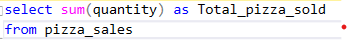 select sum(quantity) as Total_pizza_sold
from pizza_sales